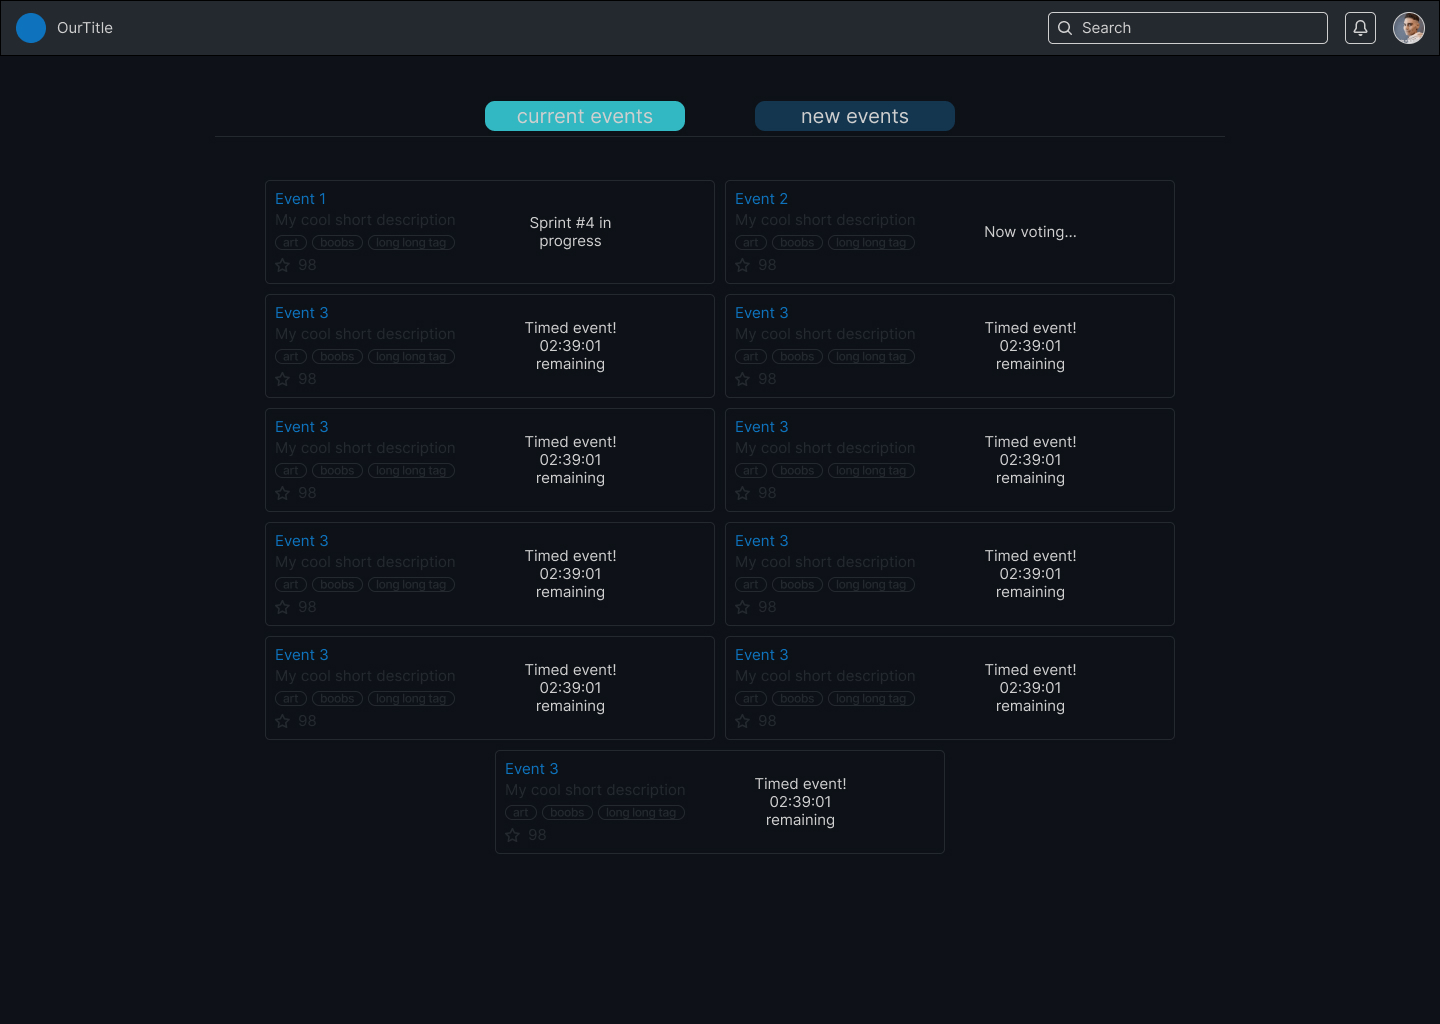 OurTitle
Search
current events
new events
Event 1
My cool short description
art boobs long long tag
98
Sprint #4 in
progress
Event 2
My cool short description
art boobs long long tag
98
Now voting...
Event 3
My cool short description
art boobs long long tag
98
Timed event!
02:39:01
remaining
Event 3
My cool short description
art boobs long long tag
98
Timed event!
02:39:01
remaining
Event 3
My cool short description
art boobs long long tag
98
Timed event!
02:39:01
remaining
Event 3
My cool short description
art boobs long long tag
98
Timed event!
02:39:01
remaining
Event 3
My cool short description
art boobs long long tag
98
Timed event!
02:39:01
remaining
Event 3
My cool short description
art boobs long long tag
98
Timed event!
02:39:01
remaining
Event 3
My cool short description
art boobs long long tag
98
Timed event!
02:39:01
remaining
Event 3
My cool short description
art boobs long long tag
98
Timed event!
02:39:01
remaining
Event 3
My cool short description
art boobs long long tag
98
Timed event!
02:39:01
remaining